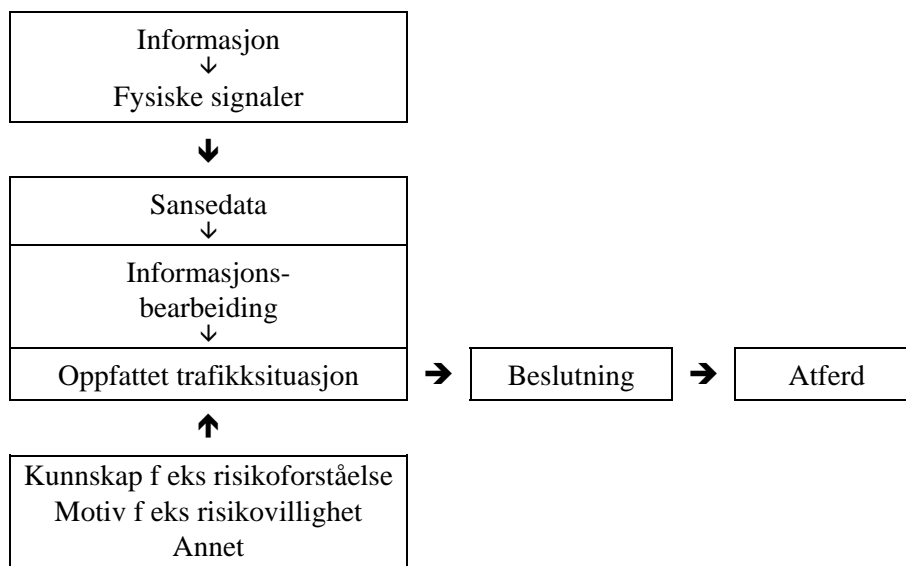 Informasjon
↓
Fysiske signaler
↓
Sansedata
↓
Informasjons-
bearbeiding
↓
Oppfattet trafikksituasjon → Beslutning → Atferd
↑
Kunnskap f eks risikoforståelse
Motiv f eks risikovillighet
Annet